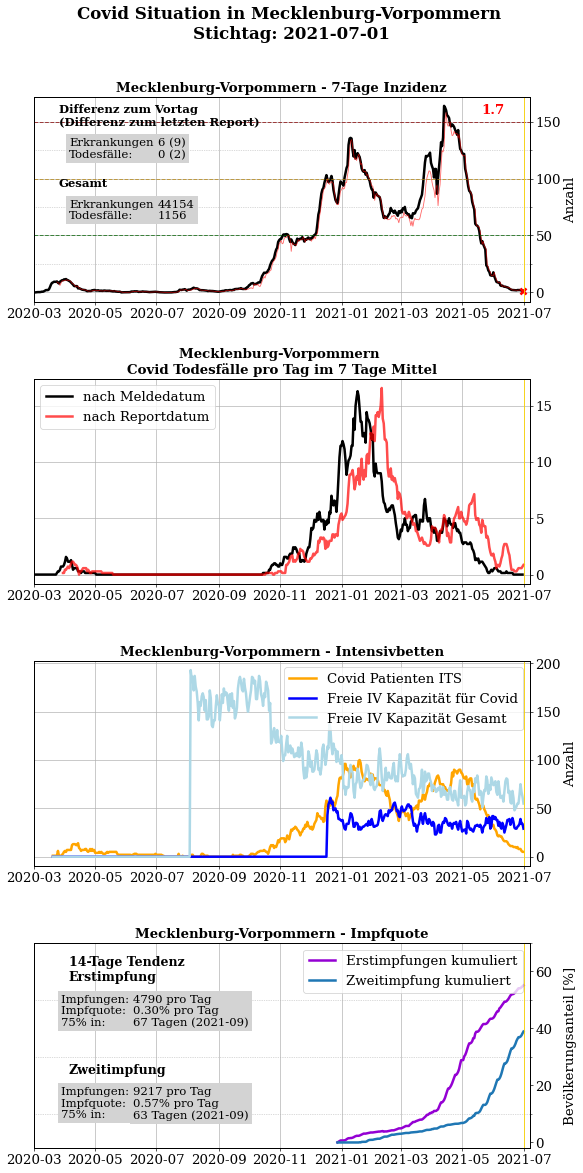 Covid Situation in Mecklenburg-Vorpommern
Stichtag: 2021-07-01
Mecklenburg-Vorpommern - 7-Tage Inzidenz
Differenz zum Vortag
(Differenz zum letzten Report)
Erkrankungen 6 (9)
Todesfälle: 0 (2)
Gesamt
Erkrankungen 44154
Todesfälle: 1156
1.7
150
100
50
0
Anzahl
2020-03 2020-05 2020-07 2020-09 2020-11 2021-01 2021-03 2021-05 2021-07
Mecklenburg-Vorpommern
Covid Todesfälle pro Tag im 7 Tage Mittel
nach Meldedatum
nach Reportdatum
15
10
5
0
2020-03 2020-05 2020-07 2020-09 2020-11 2021-01 2021-03 2021-05 2021-07
Mecklenburg-Vorpommern - Intensivbetten
Covid Patienten ITS
Freie IV Kapazität für Covid
Freie IV Kapazität Gesamt
200
150
100
50
0
Anzahl
2020-03 2020-05 2020-07 2020-09 2020-11 2021-01 2021-03 2021-05 2021-07
Mecklenburg-Vorpommern - Impfquote
14-Tage Tendenz
Erstimpfung
Impfungen: 4790 pro Tag
Impfquote: 0.30% pro Tag
75% in: 67 Tagen (2021-09)
Zweitimpfung
Impfungen: 9217 pro Tag
Impfquote: 0.57% pro Tag
75% in: 63 Tagen (2021-09)
Erstimpfungen kumuliert
Zweitimpfung kumuliert
60
40
20
0
Bevölkerungsanteil [%]
2020-03 2020-05 2020-07 2020-09 2020-11 2021-01 2021-03 2021-05 2021-07